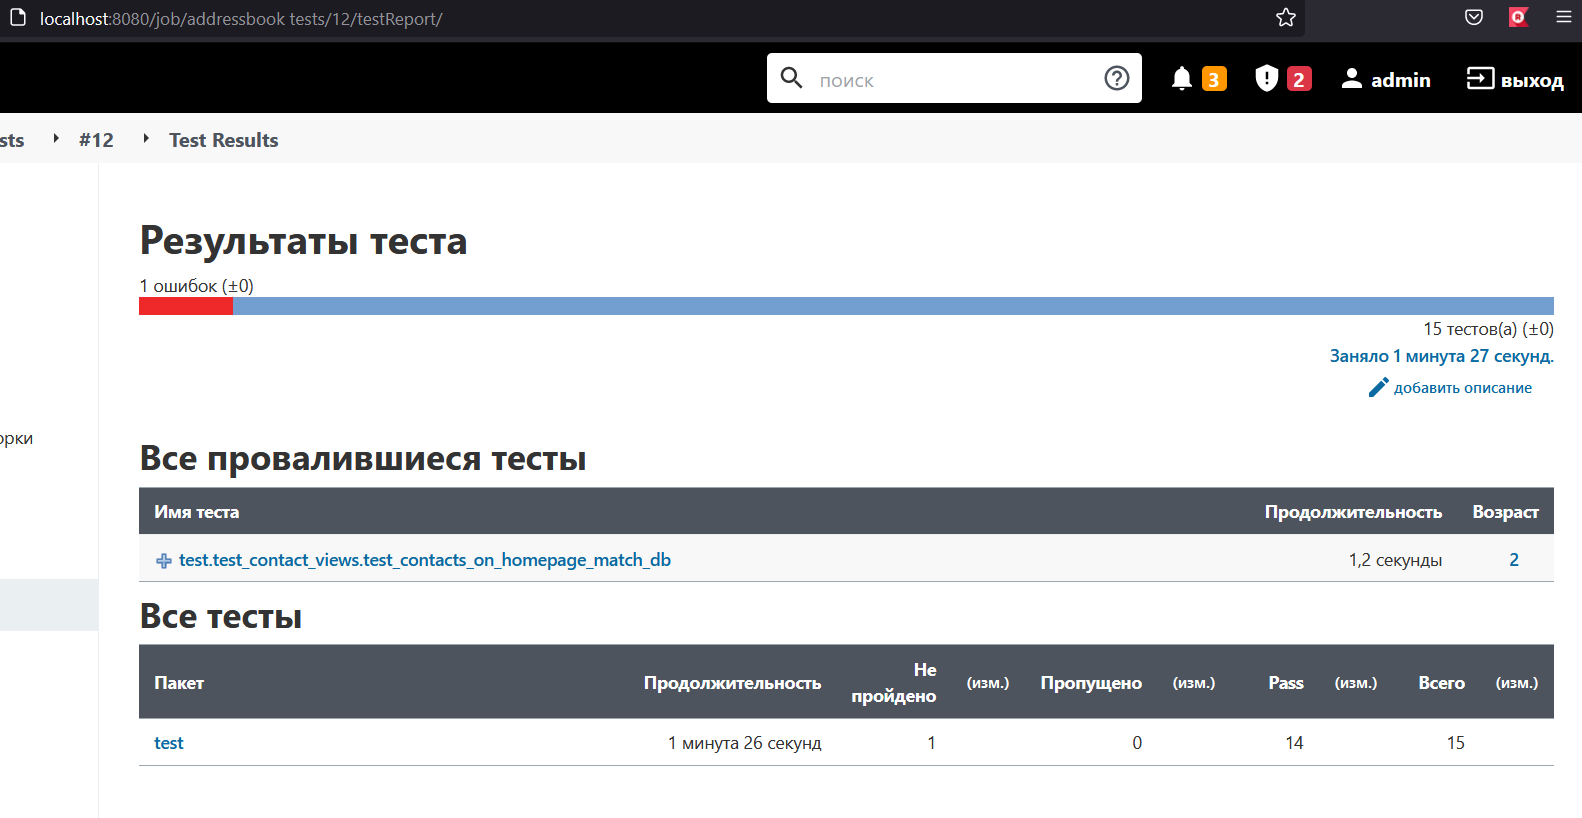 localhost:8080/job/addressbook tests/12/testReport/
поиск
3
2
admin
выход
sts
#12
Test Results
Результаты теста
1 ошибок (±0)
15 тестов(а) (±0)
Заняло 1 минута 27 секунд.
добавить описание
орки
Все провалившиеся тесты
Имя теста Продолжительность Возраст
test.test_contact_views.test_contacts_on_homepage_match_db 1,2 секунды 2
Все тесты
Пакет Продолжительность Не пройдено (изм.) Пропущено (изм.) Pass (изм.) Всего (изм.)
test 1 минута 26 секунд 1 0 14 15